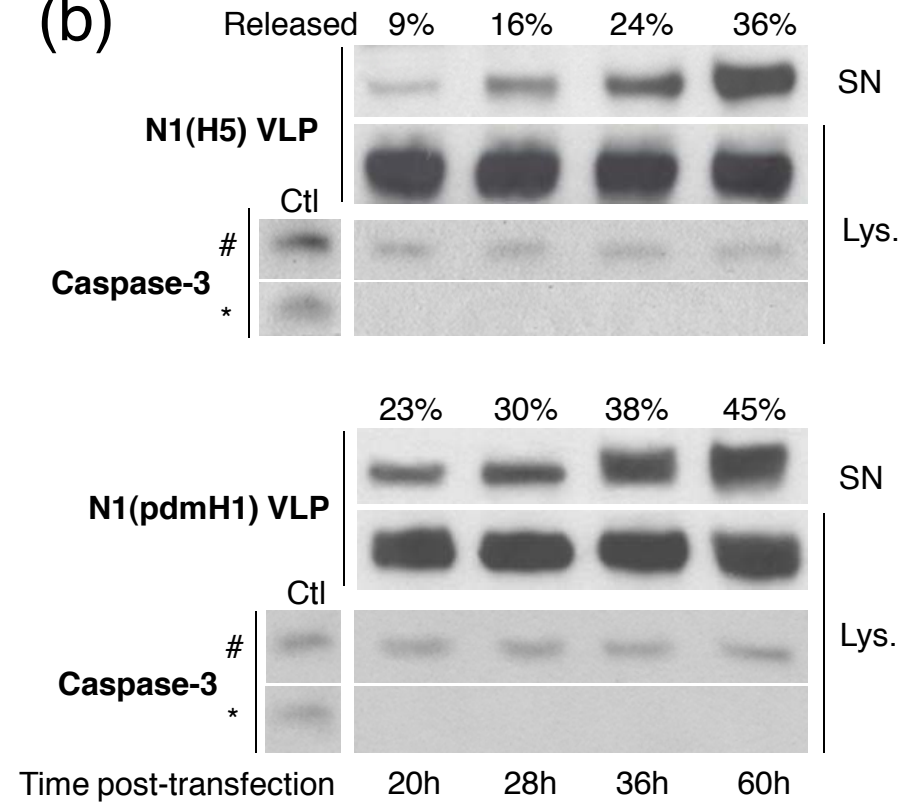 (b)
Released 9% 16% 24% 36%
SN
N1(H5) VLP
Ctl
#
Lys.
Caspase-3
*
23% 30% 38% 45%
SN
N1(pdmH1) VLP
Ctl
#
Lys.
Caspase-3
*
Time post-transfection 20h 28h 36h 60h